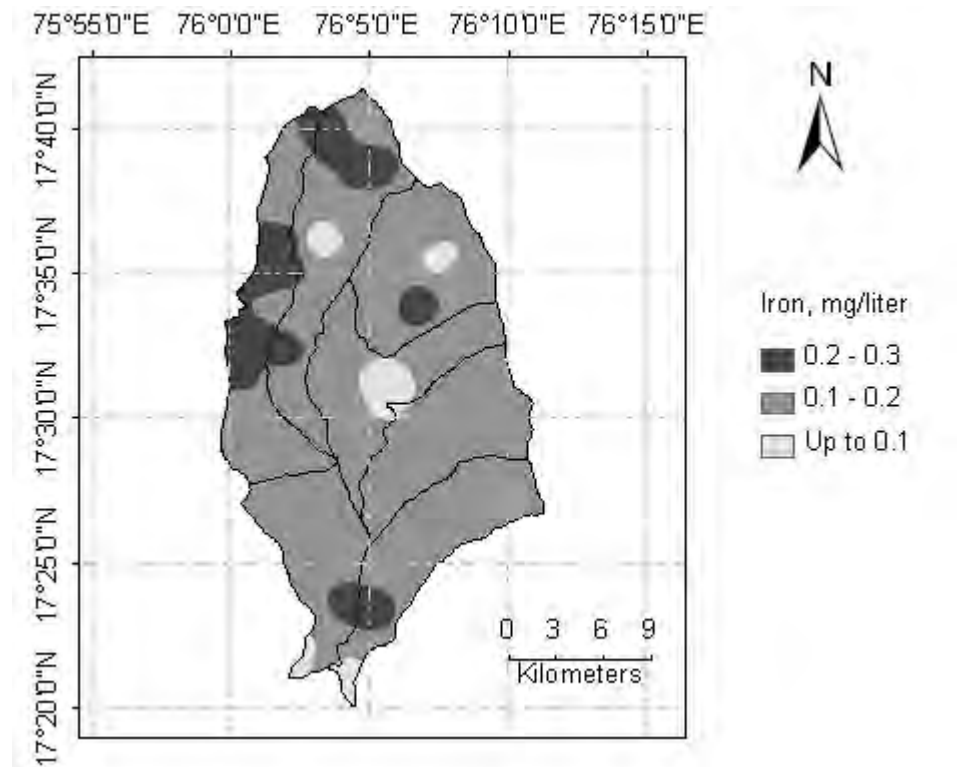 75°55'0"E 76°0'0"E 76°5'0"E 76°10'0"E 76°15'0"E
N
17°40'0"N
17°35'0"N
17°30'0"N
17°25'0"N
17°20'0"N
Iron, mg/liter
0.2 - 0.3
0.1 - 0.2
Up to 0.1
0 3 6 9
Kilometers